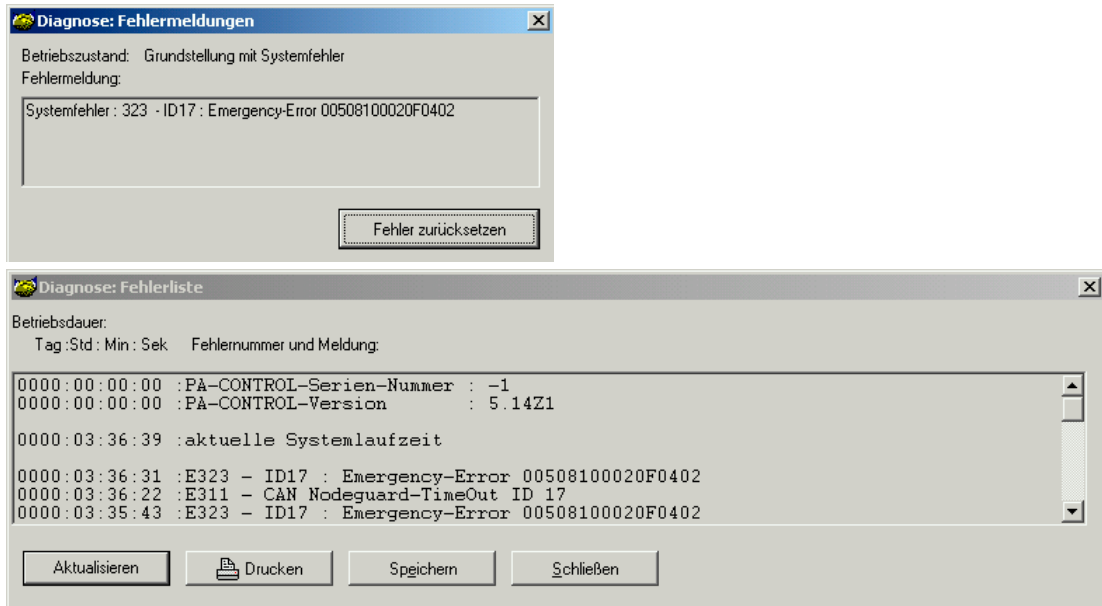 Diagnose: Fehlermeldungen
Betriebszustand: Grundstellung mit Systemfehler
Fehlermeldung:
Systemfehler : 323 - ID17 : Emergency-Error 00508100020F0402
Fehler zurücksetzen
Diagnose: Fehlerliste
Betriebsdauer:
Tag :Std : Min : Sek Fehlernummer und Meldung:
0000:00:00:00 :PA-CONTROL-Serien-Nummer : -1
0000:00:00:00 :PA-CONTROL-Version : 5.14Z1
0000:03:36:39 :aktuelle Systemlaufzeit
0000:03:36:31 :E323 - ID17 : Emergency-Error 00508100020F0402
0000:03:36:22 :E311 - CAN Nodeguard-TimeOut ID 17
0000:03:35:43 :E323 - ID17 : Emergency-Error 00508100020F0402
Aktualisieren Drucken Speichern Schließen